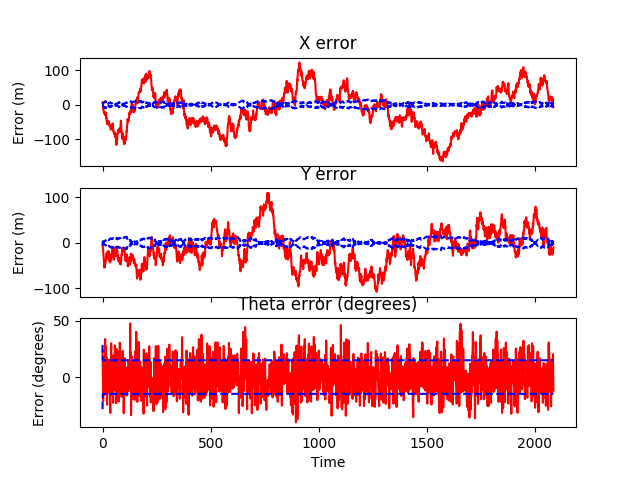 X error
100
0
−100
Error (m)
Y error
100
0
−100
Error (m)
Theta error (degrees)
50
0
Error (degrees)
0
500
1000
1500
2000
Time